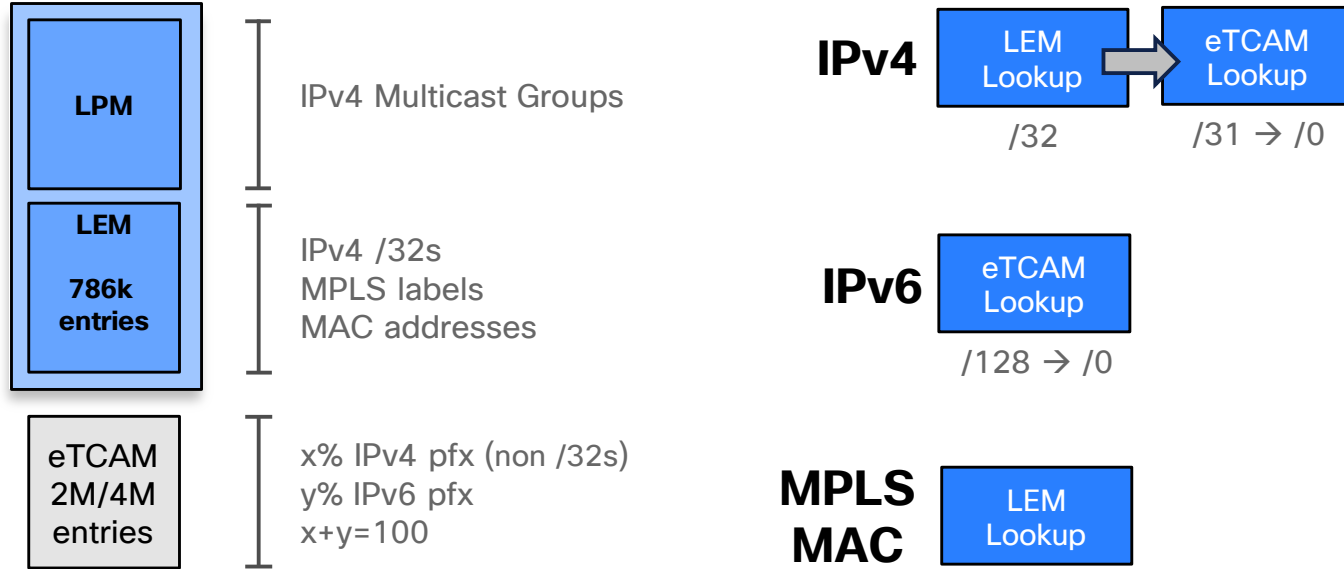 LPM
IPv4 Multicast Groups
LEM
786k
entries
IPv4 /32s
MPLS labels
MAC addresses
eTCAM
2M/4M
entries
x% IPv4 pfx (non /32s)
y% IPv6 pfx
x+y=100
IPv4
LEM
Lookup
/32
eTCAM
Lookup
/31 → /0
IPv6
eTCAM
Lookup
/128 → /0
MPLS
MAC
LEM
Lookup